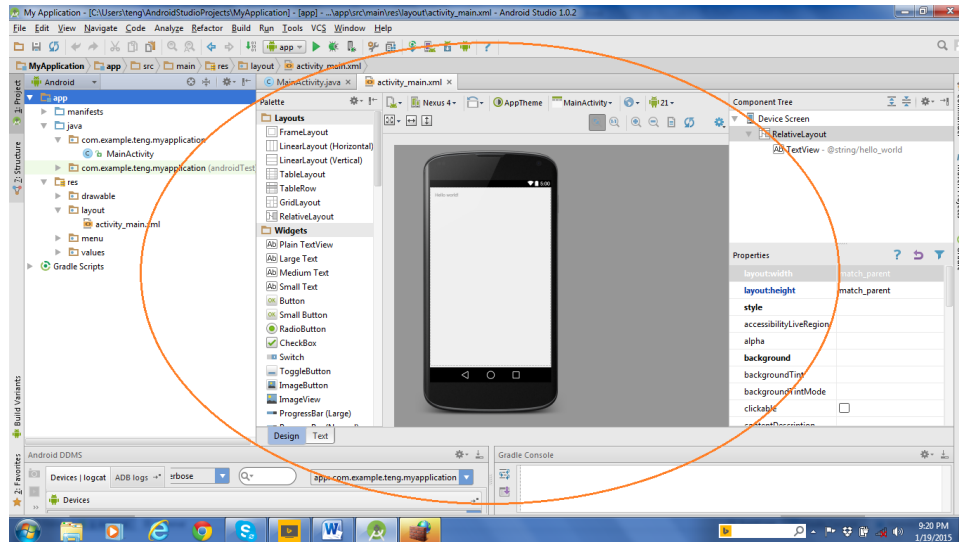 My Application - [C:\Users\teng\AndroidStudioProjects\MyApplication] - [app] - ...\app\src\main\res\layout\activity_main.xml - Android Studio 1.0.2
File Edit View Navigate Code Analyze Refactor Build Run Tools VCS Window Help
app
MyApplication app src main res layout activity_main.xml
Android
MainActivity.java
activity_main.xml
1: Project
Z: Structure
Build Variants
2: Favorites
app
manifests
java
com.example.teng.myapplication
MainActivity
com.example.teng.myapplication (androidTest
res
drawable
layout
activity_main.xml
menu
values
Gradle Scripts
Palette
Layouts
FrameLayout
LinearLayout (Horizontal)
LinearLayout (Vertical)
TableLayout
TableRow
GridLayout
RelativeLayout
Widgets
Plain TextView
Large Text
Medium Text
Small Text
Button
Small Button
RadioButton
CheckBox
Switch
ToggleButton
ImageButton
ImageView
ProgressBar (Large)
Design Text
Nexus 4 AppTheme MainActivity 21
5:00
Hello world!
Component Tree
Device Screen
RelativeLayout
TextView - @string/hello_world
Properties
layout:width match_parent
layout:height match_parent
style
accessibilityLiveRegion
alpha
background
backgroundTint
backgroundTintMode
clickable
contentDescription
Android DDMS
Devices | logcat ADB logs erbose app: com.example.teng.myapplication
Devices
Gradle Console
9:20 PM
1/19/2015